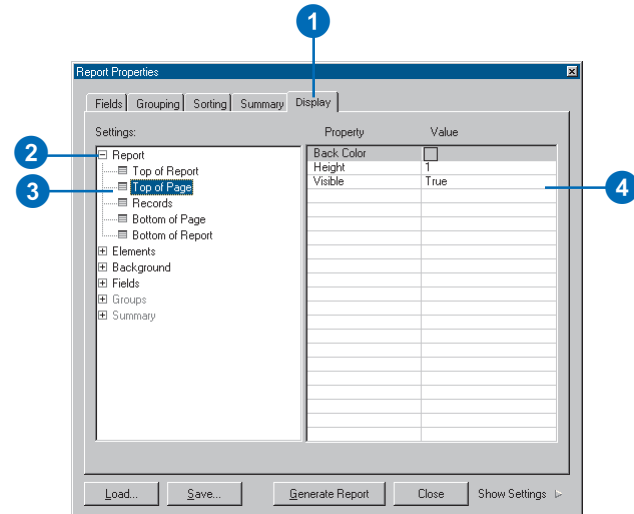 1
Report Properties
Fields Grouping Sorting Summary Display
Settings:
Property Value
2
Report
Top of Report
3
Top of Page
Records
Bottom of Page
Bottom of Report
Elements
Background
Fields
Groups
Summary
Back Color
Height 1
Visible True
4
Load... Save... Generate Report Close Show Settings